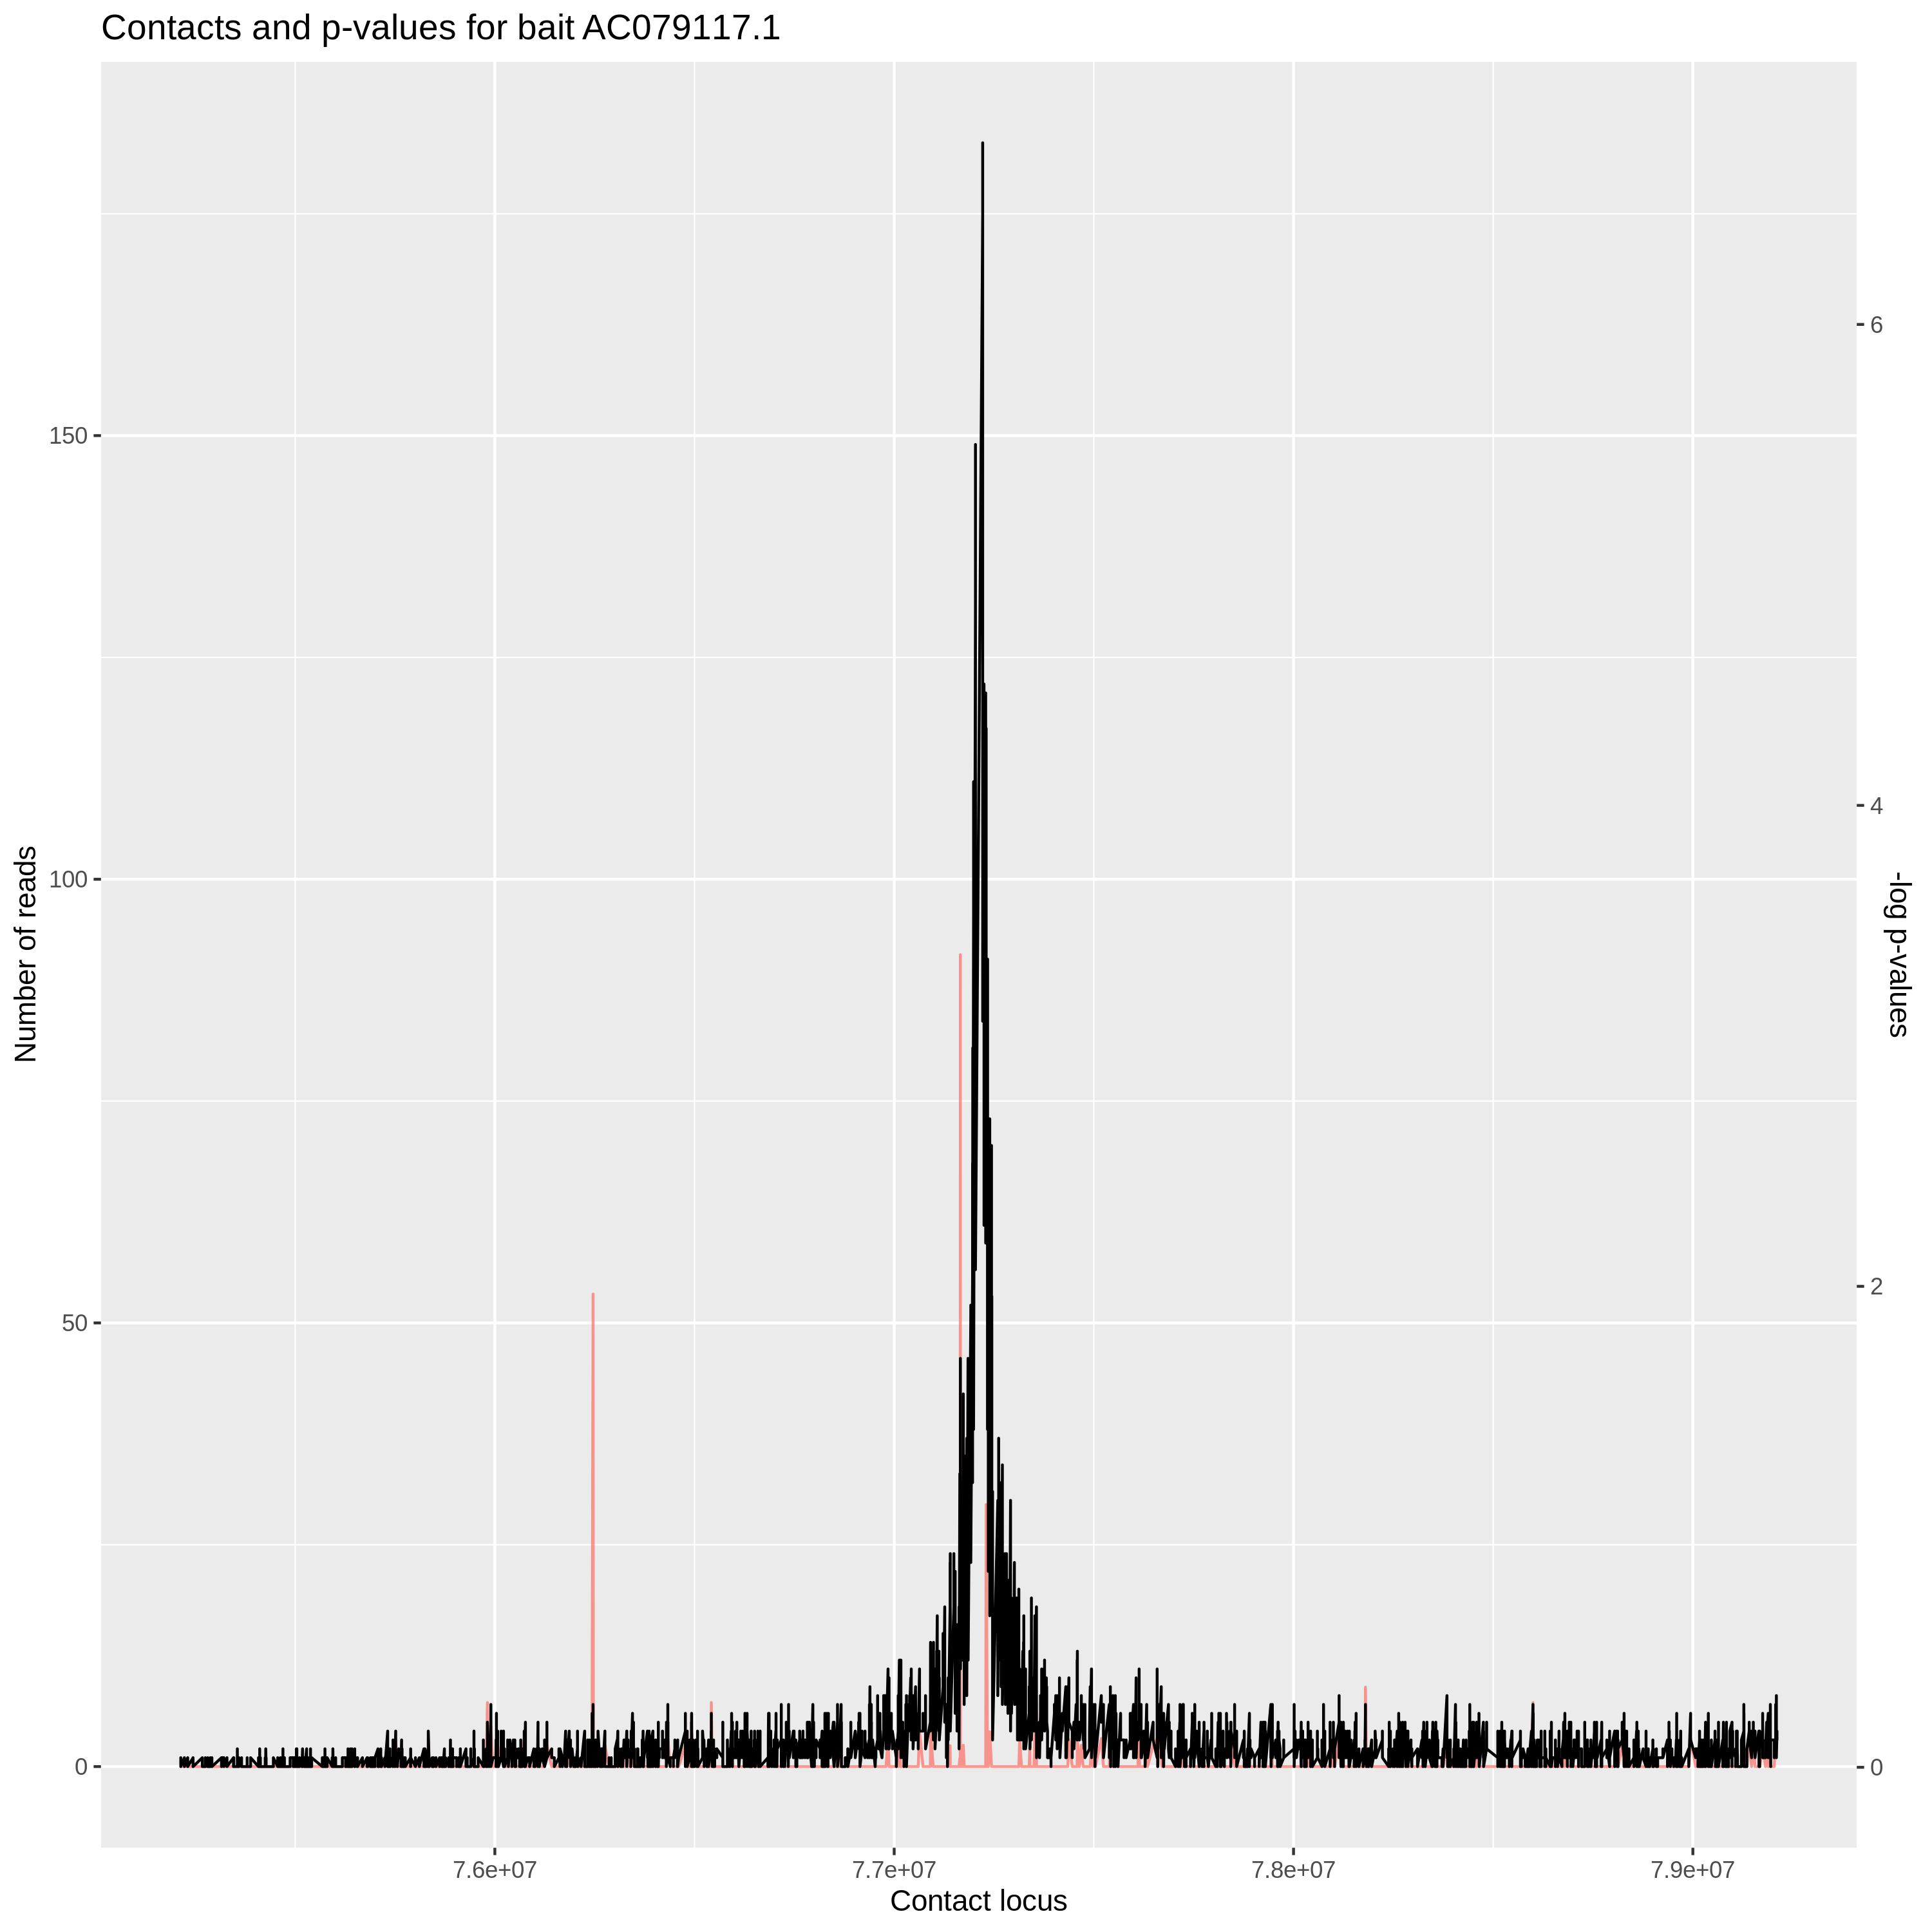 Contacts and p-values for bait AC079117.1
150
100
50
0
Number of reads
6
4
2
0
-log p-values
7.6e+07 7.7e+07 7.8e+07 7.9e+07
Contact locus